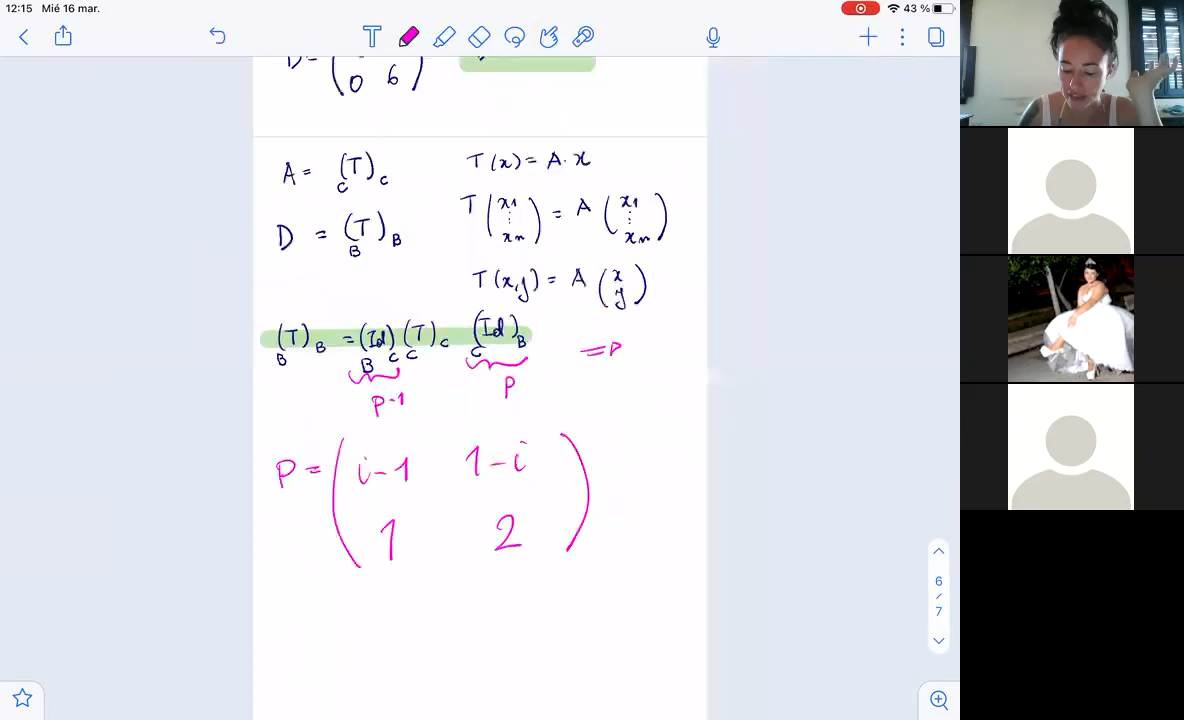 12:15 Mié 16 mar.
43 %
T
0 6
A = C(T)C
T(x) = A·x
D = B(T)B
T(x1 ⋮ xn) = A(x1 ⋮ xn)
T(x,y) = A(x y)
B(T)B = B(Id)C C(T)C C(Id)B
= P
P-1
P
P = (i-1 1-i
1 2)
6
/
7